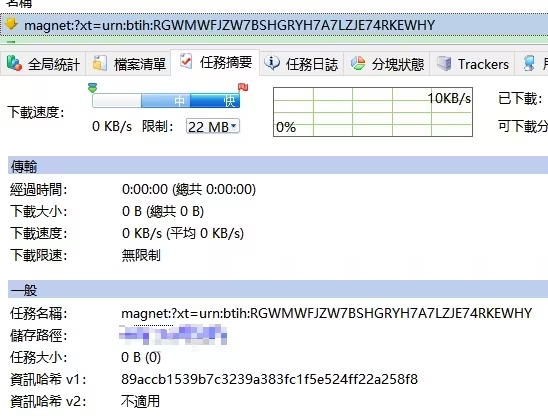 名稱
magnet:?xt=urn:btih:RGWMWFJZW7BSHGRYH7A7LZJE74RKEWHY
全局統計 檔案清單 任務摘要 任務日誌 分塊狀態 Trackers
下載速度: 中 快 10KB/s 已下載:
0 KB/s 限制: 22 MB 0% 可下載分
傳輸
經過時間: 0:00:00 (總共 0:00:00)
下載大小: 0 B (總共 0 B)
下載速度: 0 KB/s (平均 0 KB/s)
下載限速: 無限制
一般
任務名稱: magnet:?xt=urn:btih:RGWMWFJZW7BSHGRYH7A7LZJE74RKEWHY
儲存路徑:
任務大小: 0 B (0)
資訊哈希 v1: 89accb1539b7c3239a383fc1f5e524ff22a258f8
資訊哈希 v2: 不適用